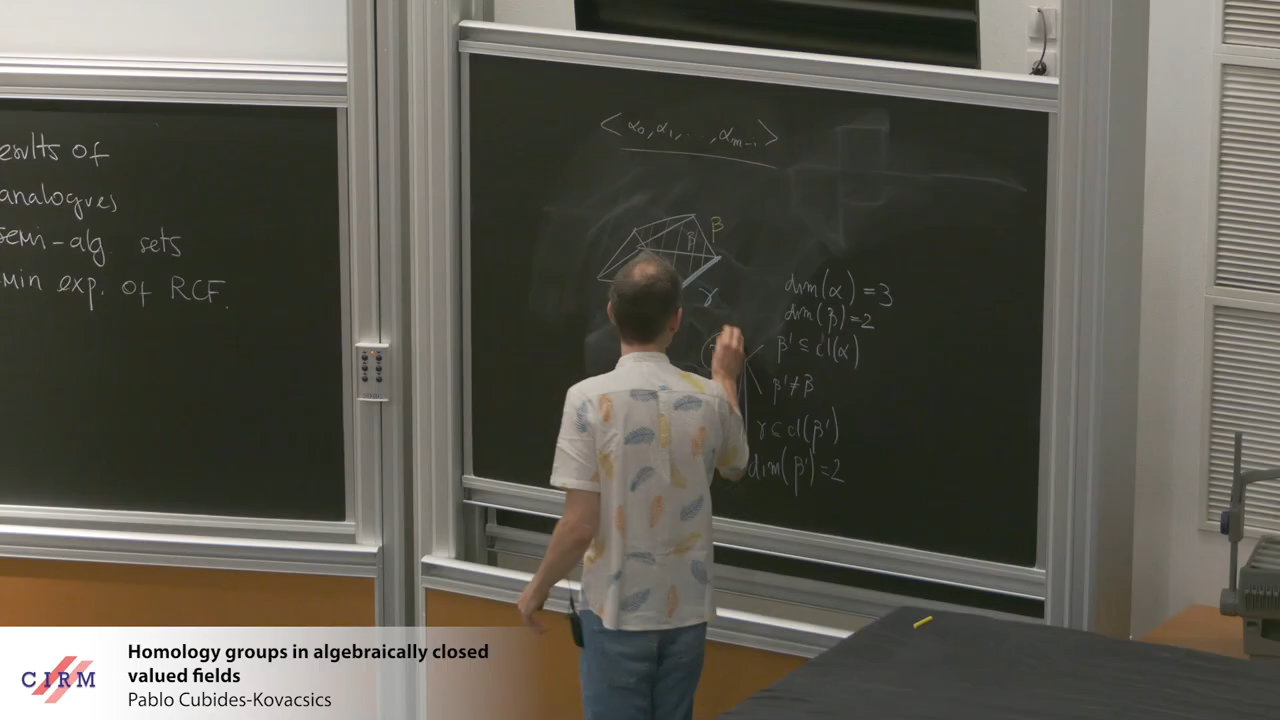 of
analogues
semi-alg. sets
min exp. of RCF.
< α₀, α₁, ..., αₘ₋₁ >
β
β
γ
dim(α) = 3
dim(β) = 2
β' ⊆ cl(α)
β' ≠ β
γ ⊆ cl(β')
dim(β') = 2
CIRM
Homology groups in algebraically closed
valued fields
Pablo Cubides-Kovacsics